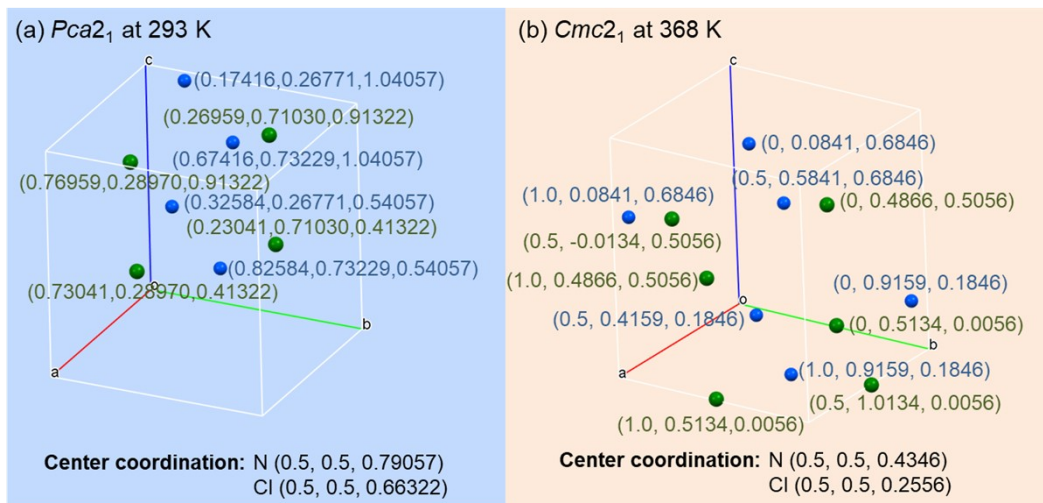 (a) Pca2₁ at 293 K
c
(0.17416,0.26771,1.04057)
(0.26959,0.71030,0.91322)
(0.67416,0.73229,1.04057)
(0.76959,0.28970,0.91322)
(0.32584,0.26771,0.54057)
(0.23041,0.71030,0.41322)
(0.82584,0.73229,0.54057)
(0.73041,0.28970,0.41322)
o
b
a
Center coordination: N (0.5, 0.5, 0.79057)
Cl (0.5, 0.5, 0.66322)
(b) Cmc2₁ at 368 K
c
(0, 0.0841, 0.6846)
(0.5, 0.5841, 0.6846)
(1.0, 0.0841, 0.6846)
(0, 0.4866, 0.5056)
(0.5, -0.0134, 0.5056)
(1.0, 0.4866, 0.5056)
(0, 0.9159, 0.1846)
o
(0.5, 0.4159, 0.1846)
(0, 0.5134, 0.0056)
b
a
(1.0, 0.9159, 0.1846)
(0.5, 1.0134, 0.0056)
(1.0, 0.5134, 0.0056)
Center coordination: N (0.5, 0.5, 0.4346)
Cl (0.5, 0.5, 0.2556)